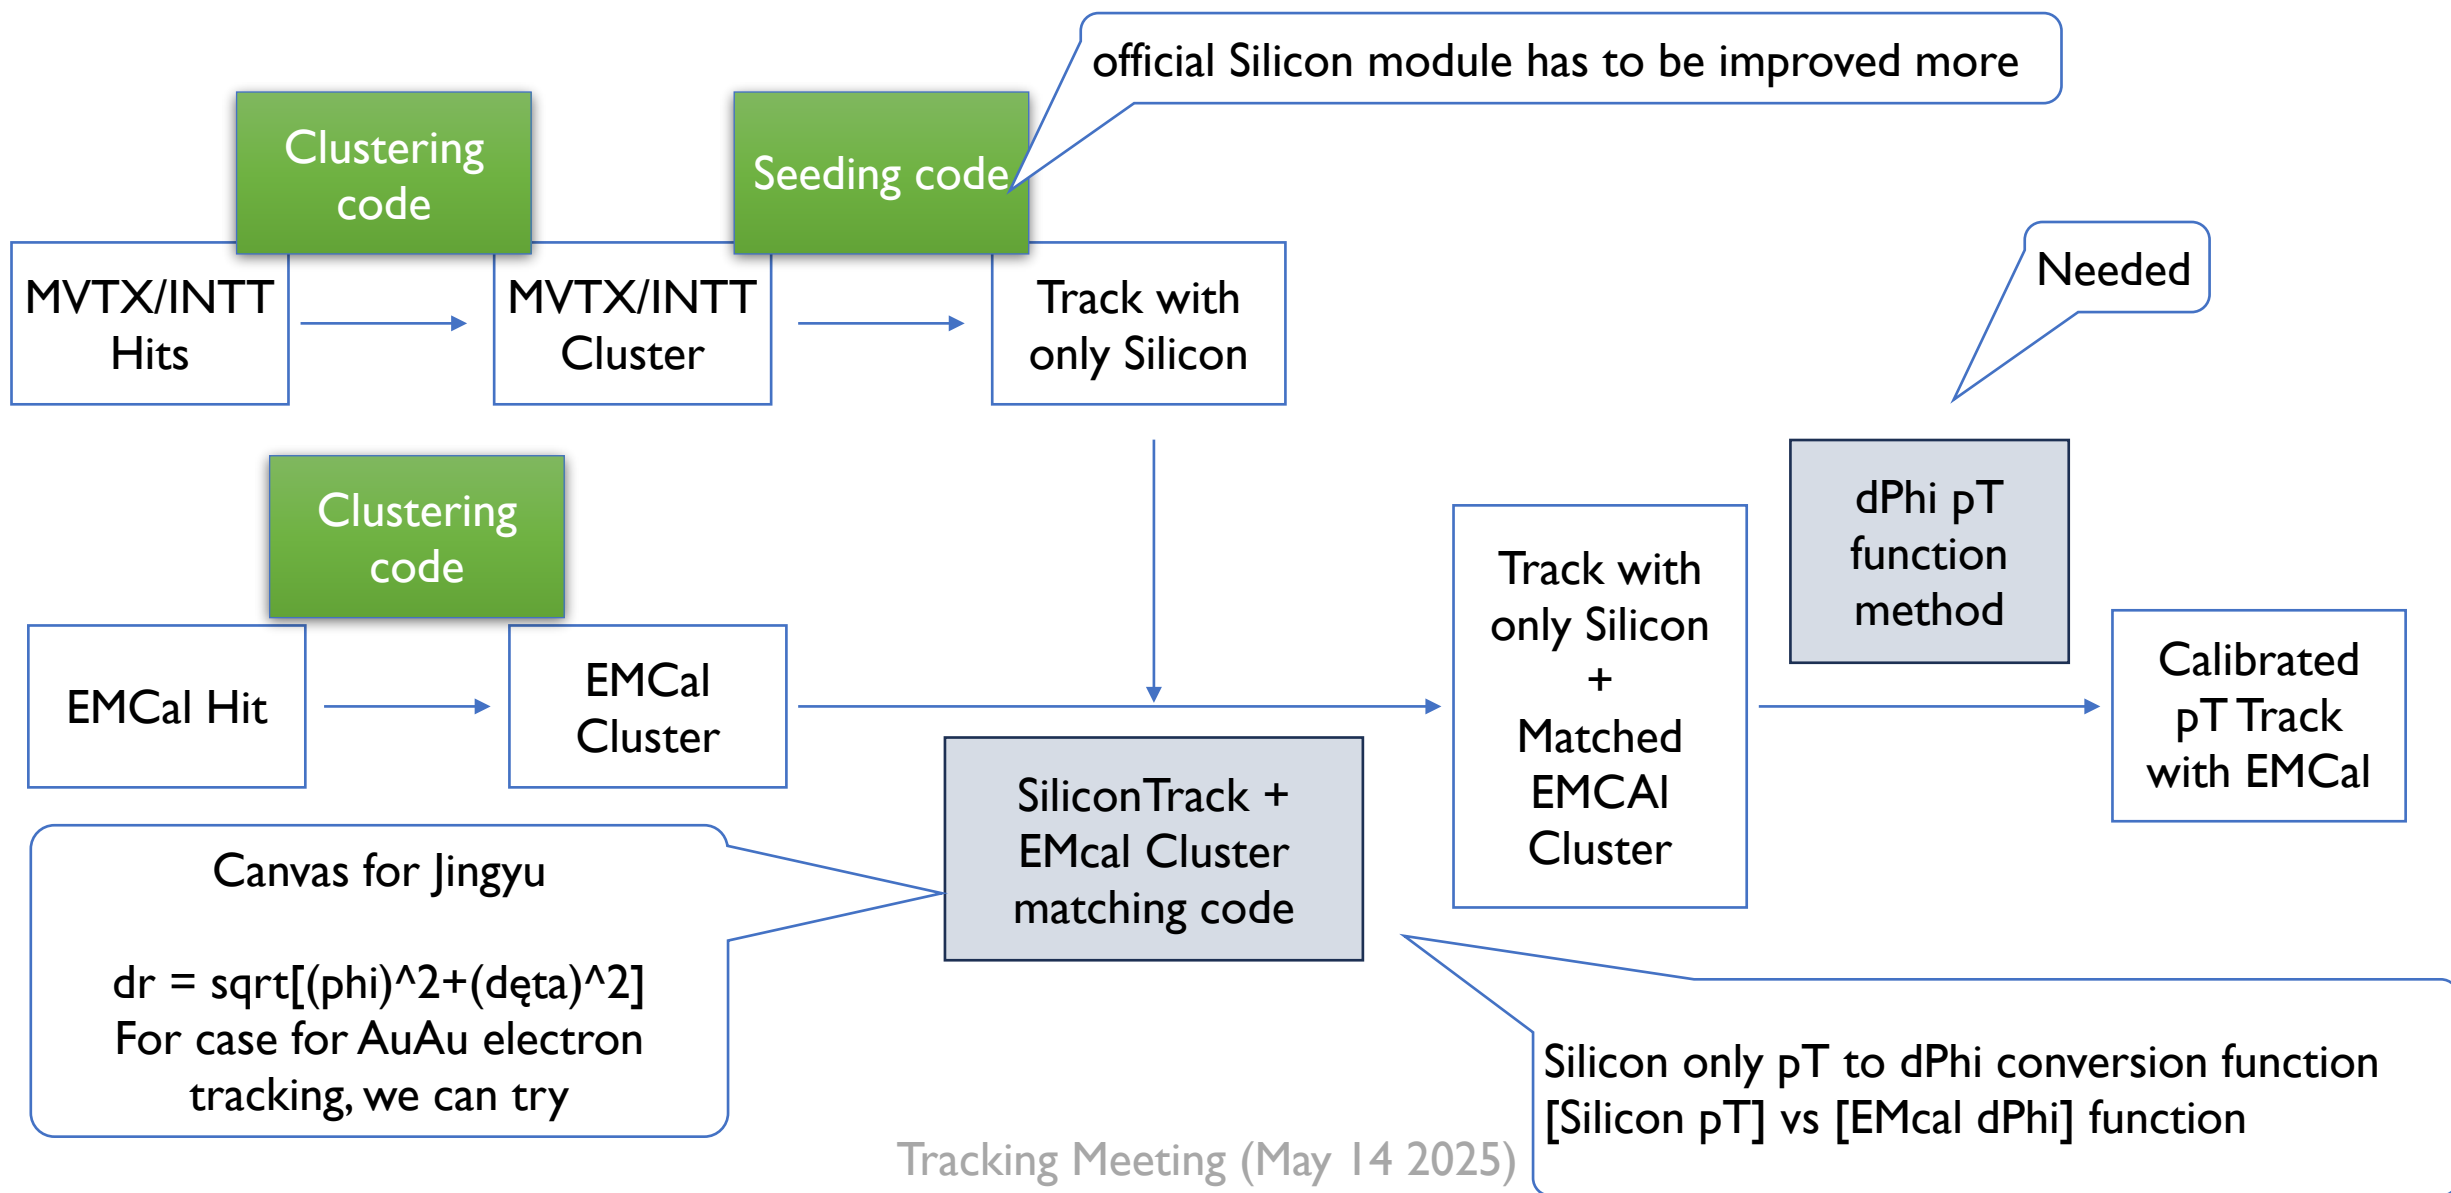 official Silicon module has to be improved more
Clustering
code
Seeding code
MVTX/INTT
Hits
MVTX/INTT
Cluster
Track with
only Silicon
Needed
Clustering
code
dPhi pT
function
method
EMCal Hit
EMCal
Cluster
Track with
only Silicon
+
Matched
EMCAl
Cluster
Calibrated
pT Track
with EMCal
SiliconTrack +
EMcal Cluster
matching code
Canvas for Jingyu
dr = sqrt[(phi)^2+(dęta)^2]
For case for AuAu electron
tracking, we can try
Silicon only pT to dPhi conversion function
[Silicon pT] vs [EMcal dPhi] function
Tracking Meeting (May 14 2025)